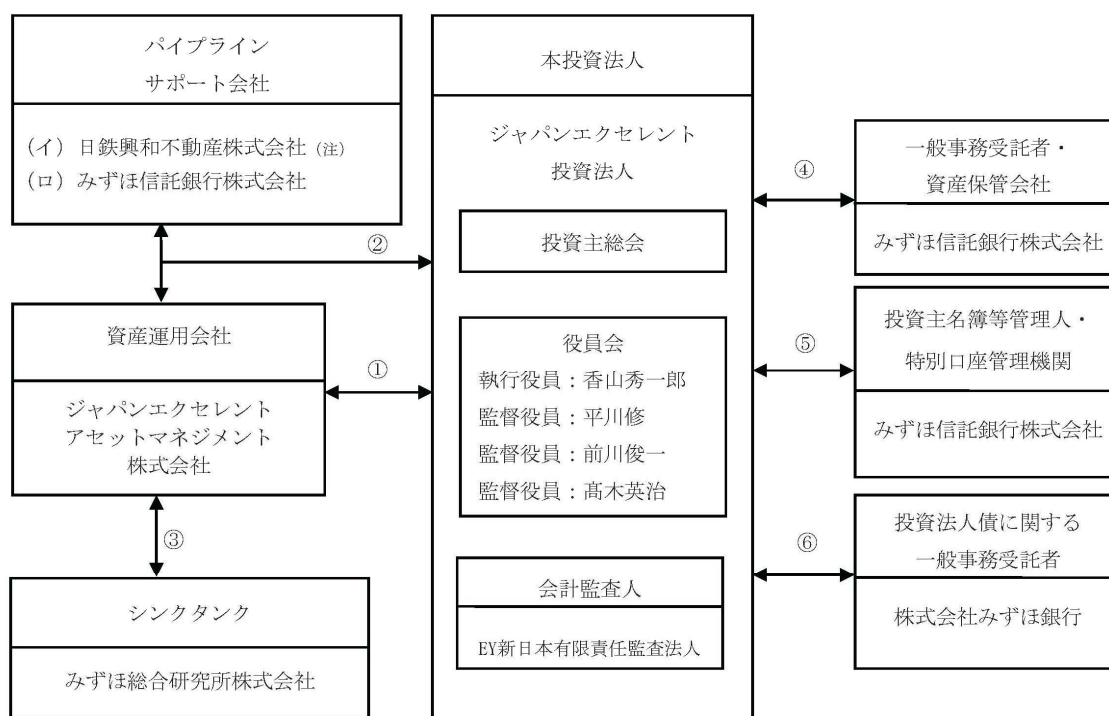 パイプライン
サポート会社
(イ) 日鉄興和不動産株式会社 (注)
(ロ) みずほ信託銀行株式会社
②
資産運用会社
ジャパンエクセレント
アセットマネジメント
株式会社
①
③
シンクタンク
みずほ総合研究所株式会社
本投資法人
ジャパンエクセレント
投資法人
投資主総会
役員会
執行役員：香山秀一郎
監督役員：平川修
監督役員：前川俊一
監督役員：髙木英治
会計監査人
EY新日本有限責任監査法人
④
一般事務受託者・
資産保管会社
みずほ信託銀行株式会社
⑤
投資主名簿等管理人・
特別口座管理機関
みずほ信託銀行株式会社
⑥
投資法人債に関する
一般事務受託者
株式会社みずほ銀行